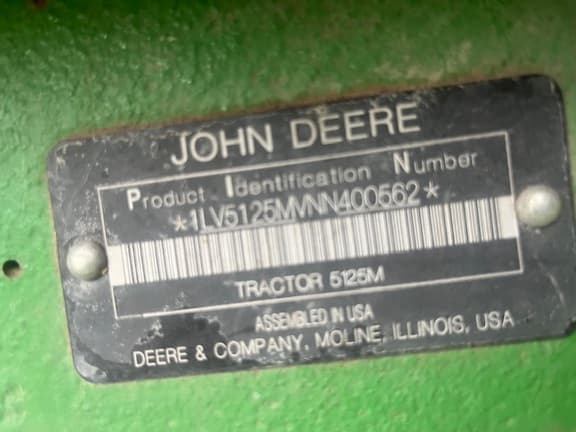 JOHN DEERE
Product Identification Number
*1LV5125MVNN400562*
TRACTOR 5125M
ASSEMBLED IN USA
DEERE & COMPANY, MOLINE, ILLINOIS, USA